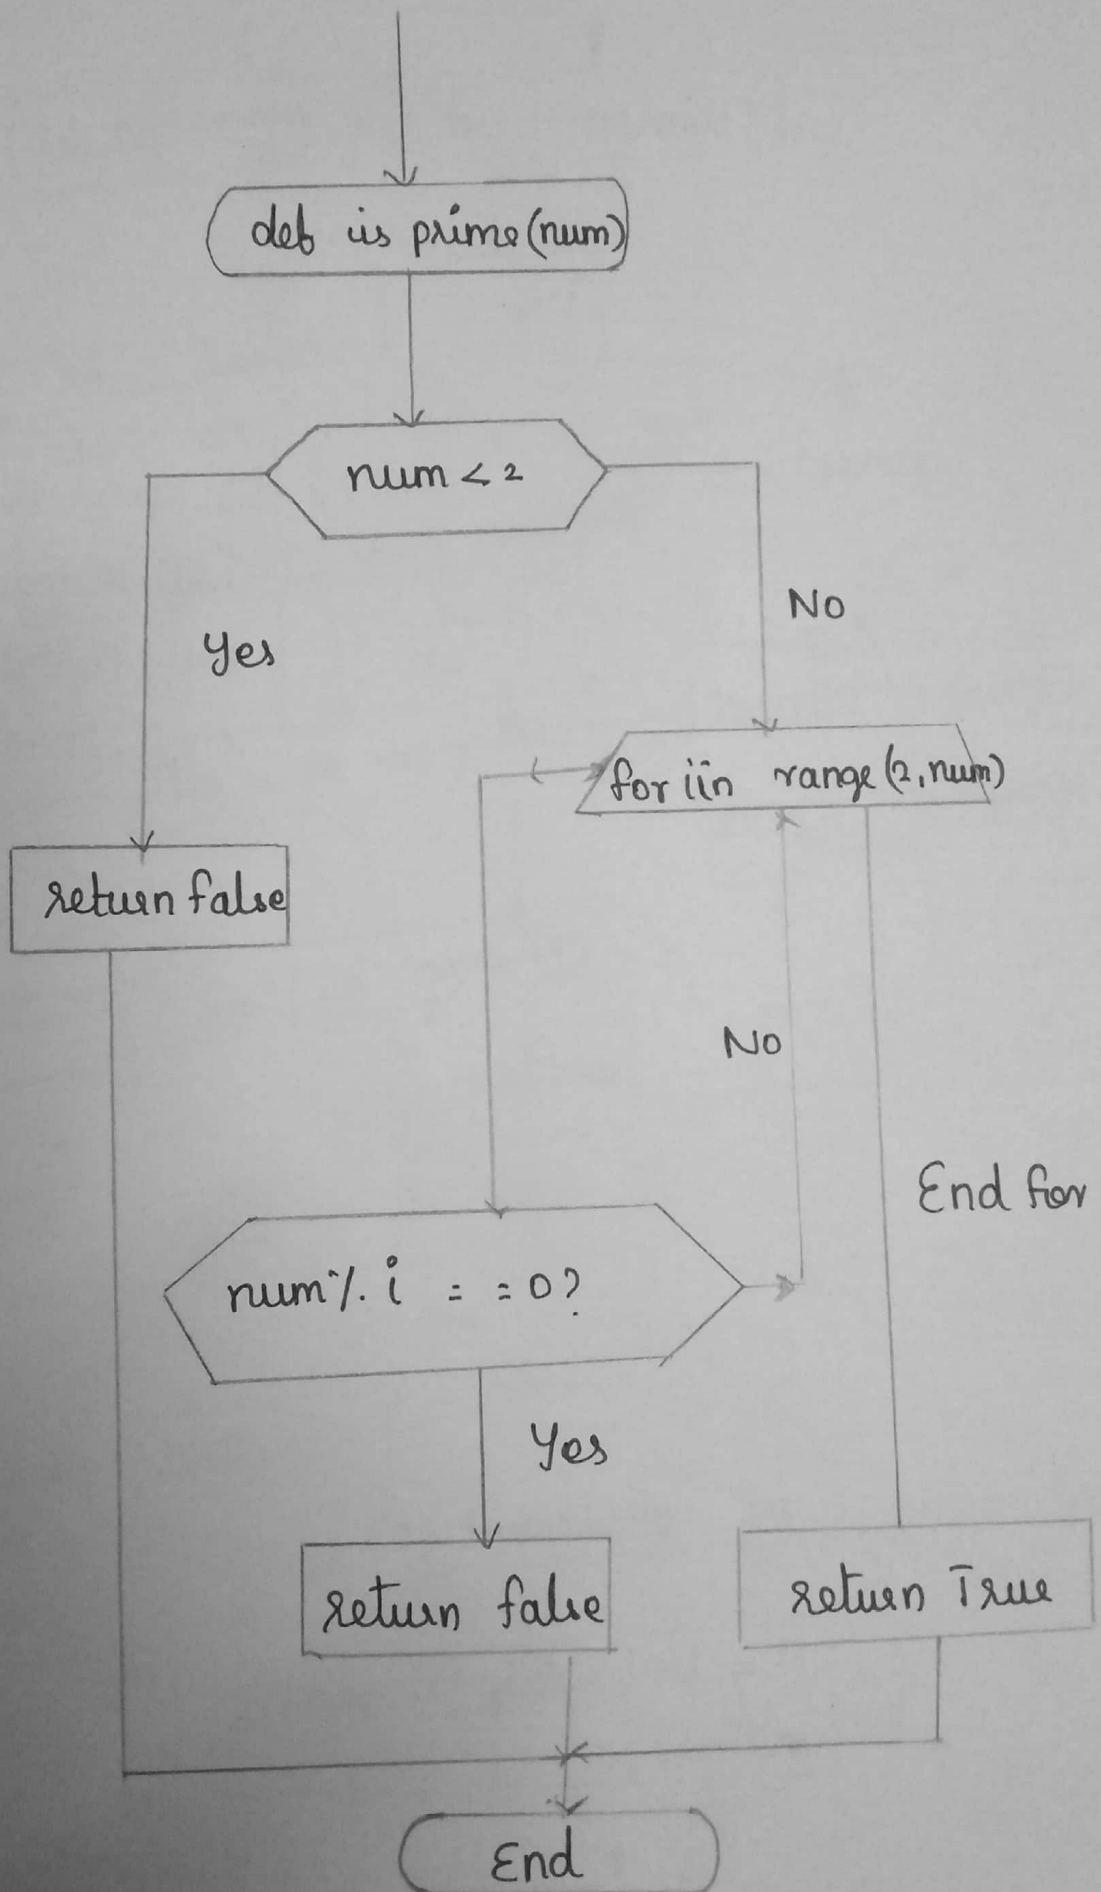 def is prime(num)
num < 2
No
Yes
for i in range(2, num)
return false
No
End for
num % i = = 0?
Yes
return false
return True
End